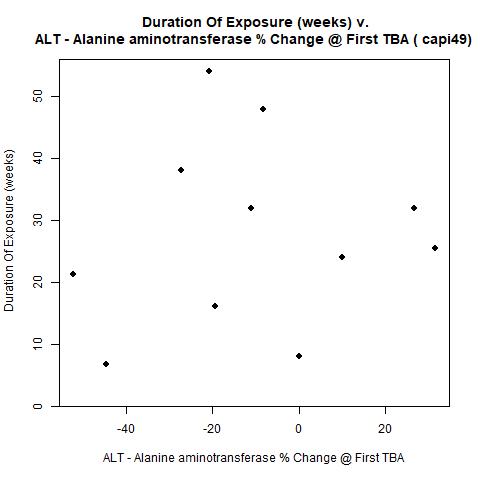 Duration Of Exposure (weeks) v.
ALT - Alanine aminotransferase % Change @ First TBA ( capi49)
Duration Of Exposure (weeks)
50
40
30
20
10
0
-40
-20
0
20
ALT - Alanine aminotransferase % Change @ First TBA